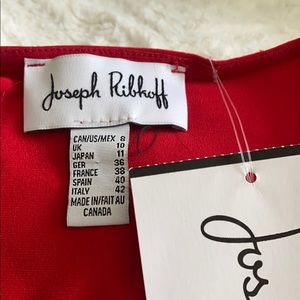 Joseph Ribkoff
CAN/US/MEX 8
UK 10
JAPAN 11
GER 36
FRANCE 38
SPAIN 40
ITALY 42
MADE IN/FAIT AU
CANADA
Jos